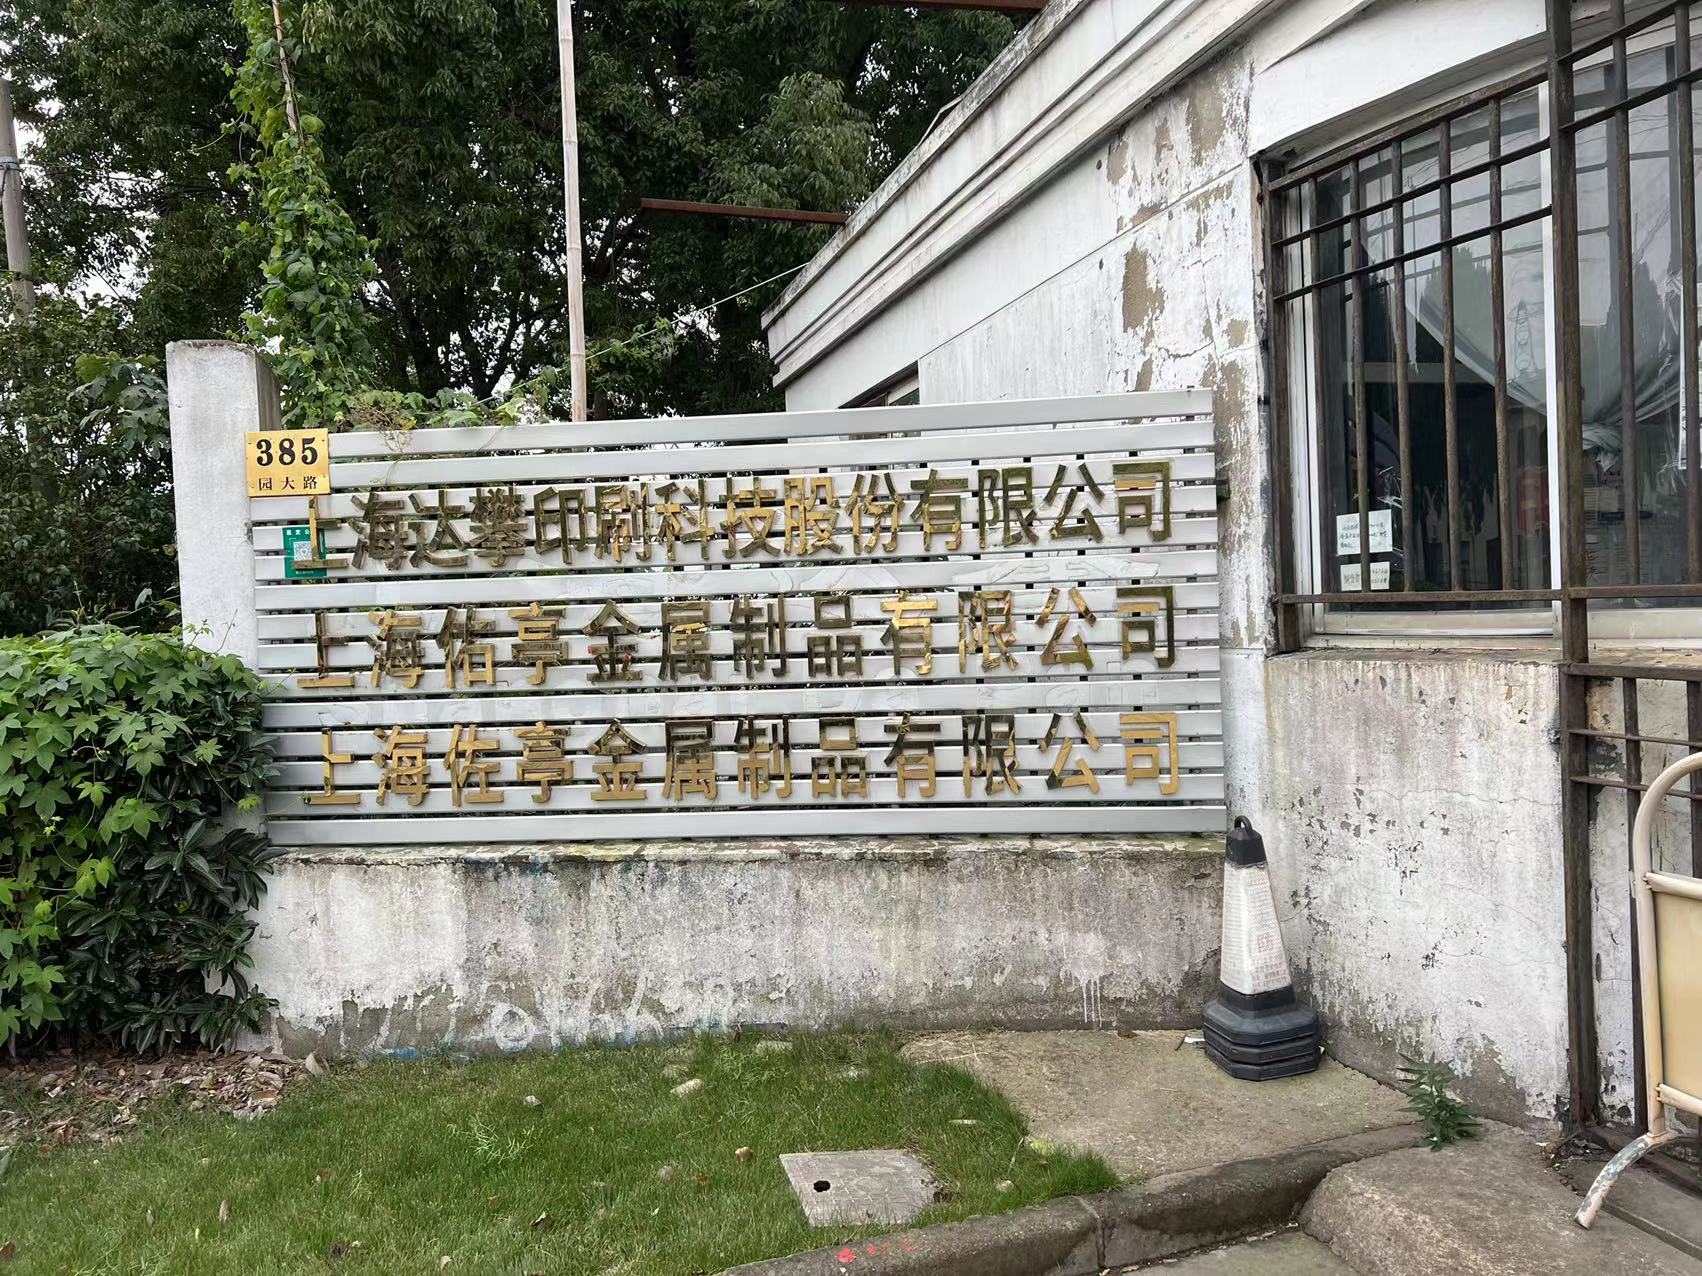 385
园大路
上海达攀印刷科技股份有限公司
上海佑亭金属制品有限公司
上海佐亭金属制品有限公司